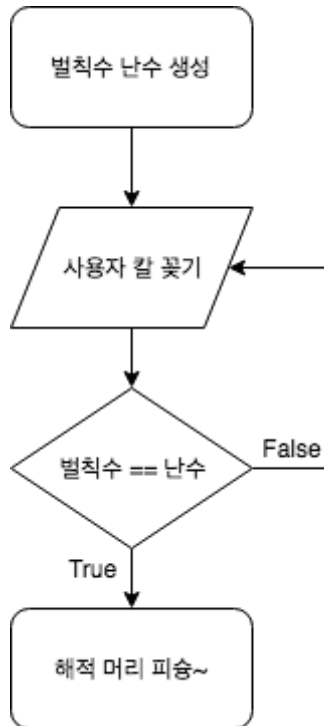 벌칙수 난수 생성
사용자 칼 꽂기
벌칙수 == 난수
False
True
해적 머리 피슝~